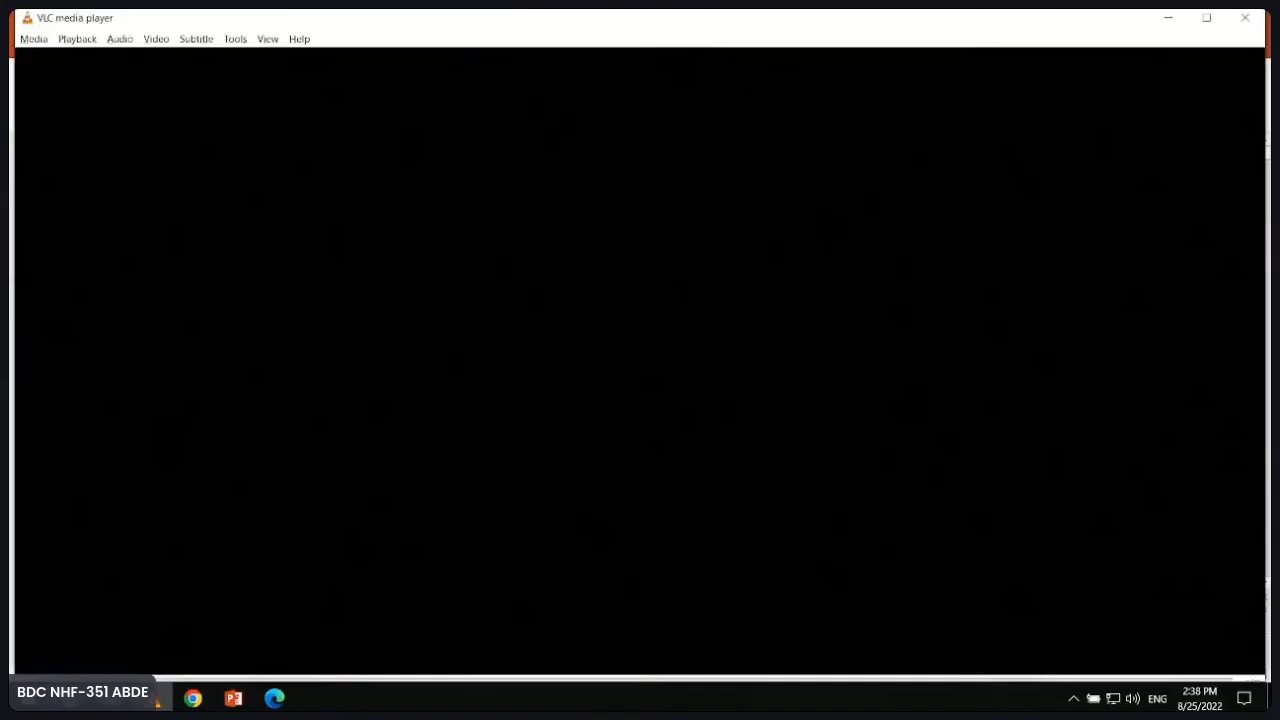 VLC media player
Media Playback Audio Video Subtitle Tools View Help
BDC NHF-351 ABDE
ENG
2:38 PM
8/25/2022